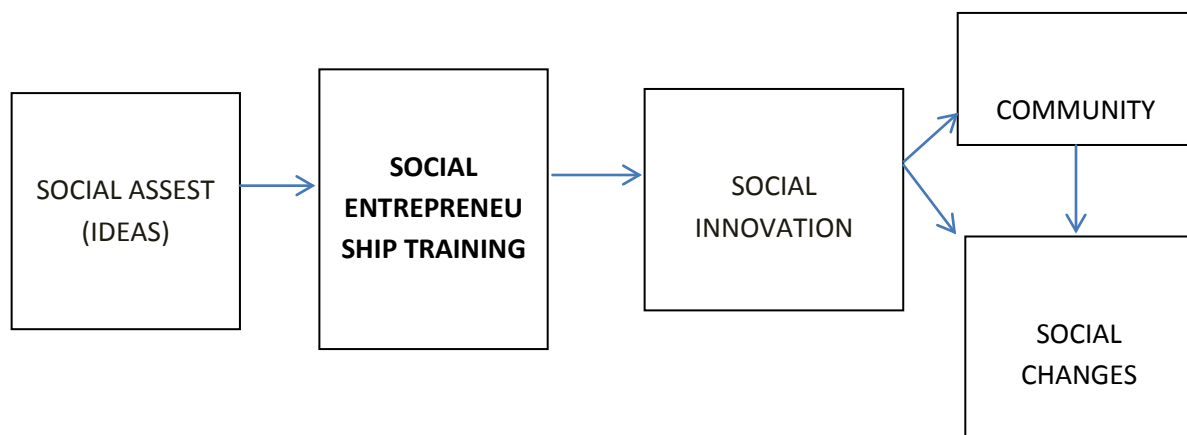 SOCIAL ASSEST
(IDEAS)
SOCIAL
ENTREPRENEU
SHIP TRAINING
SOCIAL
INNOVATION
COMMUNITY
SOCIAL
CHANGES